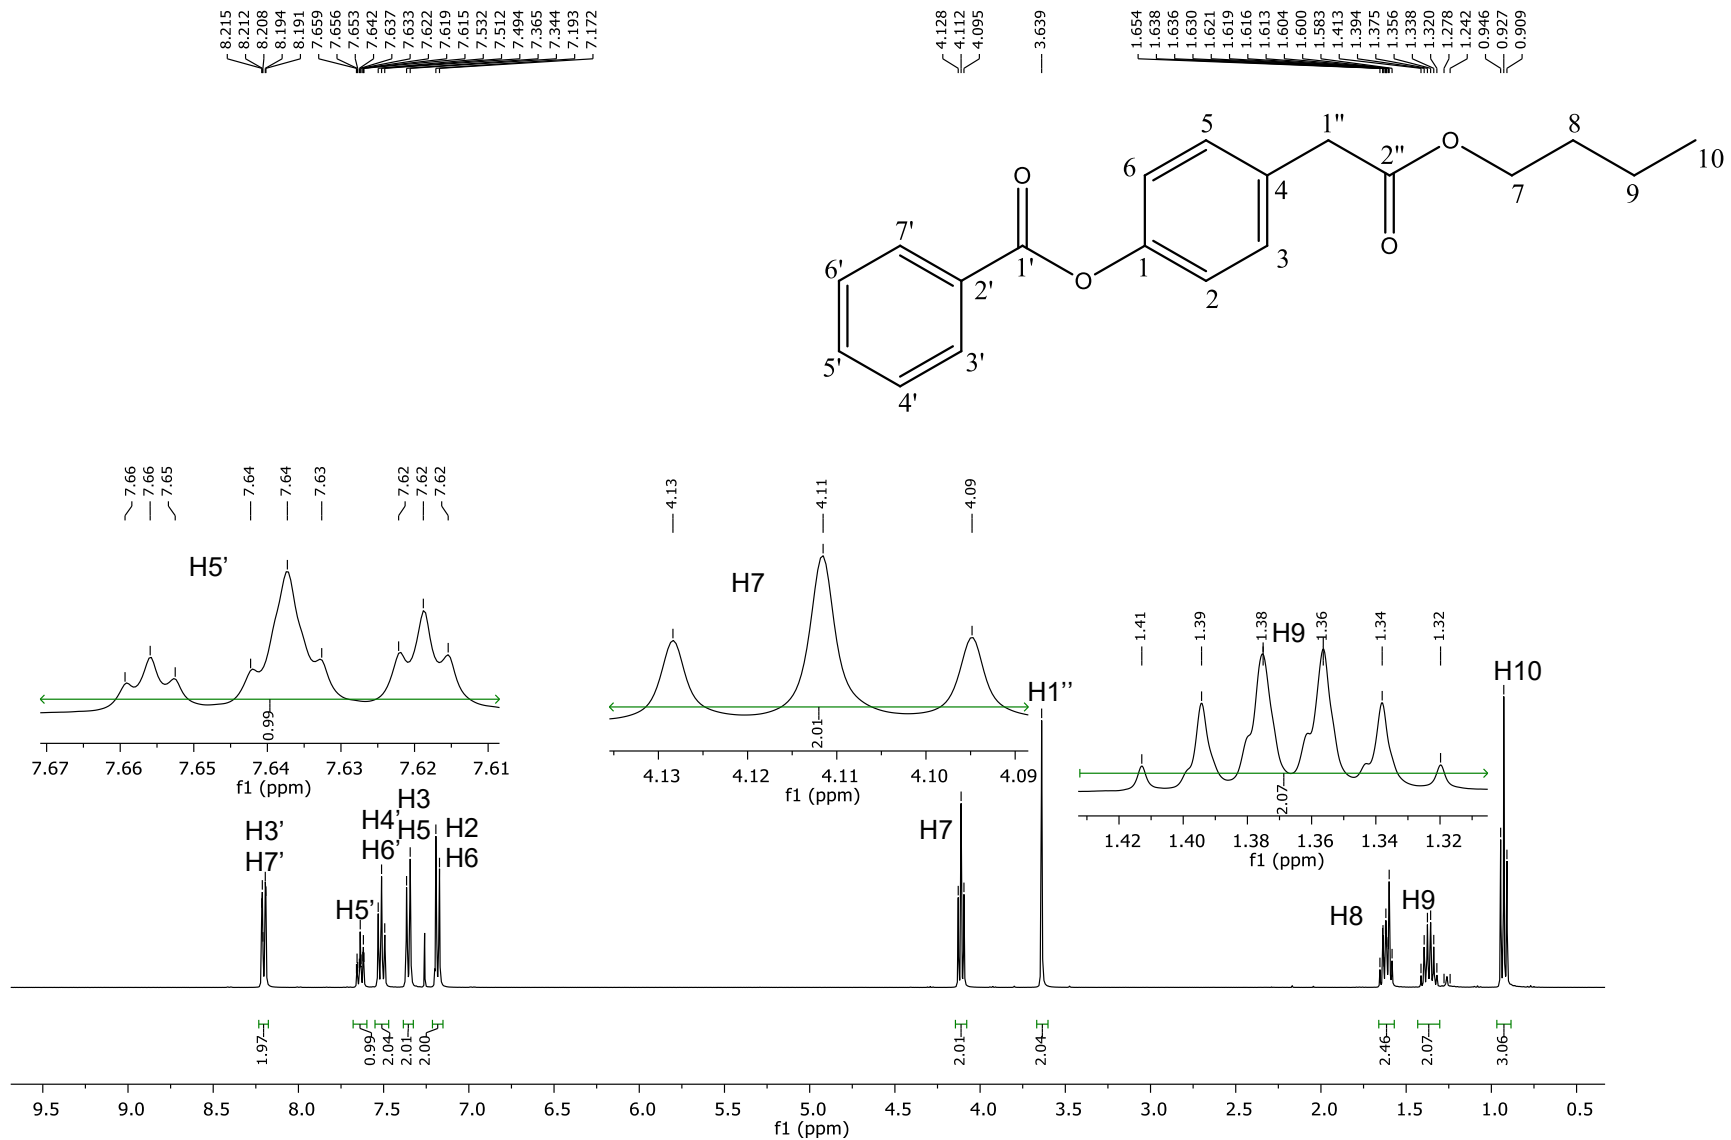 8.215 8.212 8.208 8.194 8.191 7.659 7.656 7.653 7.642 7.637 7.633 7.622 7.619 7.615 7.532 7.512 7.494 7.365 7.344 7.193 7.172
4.128 4.112 4.095
3.639
1.654 1.638 1.636 1.630 1.621 1.619 1.616 1.613 1.604 1.600 1.583 1.413 1.394 1.375 1.356 1.338 1.320 1.278 1.242 0.946 0.927 0.909
5 1'' 8
6 O 2'' O 10
O 4 7 9
7' O
6' 1' 1 3
2' O 2
5' 3'
4'
7.66 7.66 7.65 7.64 7.64 7.63 7.62 7.62 7.62
H5’
0.99
7.67 7.66 7.65 7.64 7.63 7.62 7.61
f1 (ppm)
4.13 4.11 4.09
H7
2.01
4.13 4.12 4.11 4.10 4.09
f1 (ppm)
1.41 1.39 1.38 1.36 1.34 1.32
H9
2.07
1.42 1.40 1.38 1.36 1.34 1.32
f1 (ppm)
H3’
H7’
H5’
H4’
H6’
H3
H5
H2
H6
H7
H1’’
H8
H9
H10
1.97 0.99 2.04 2.01 2.00 2.01 2.04 2.46 2.07 3.06
9.5 9.0 8.5 8.0 7.5 7.0 6.5 6.0 5.5 5.0 4.5 4.0 3.5 3.0 2.5 2.0 1.5 1.0 0.5
f1 (ppm)